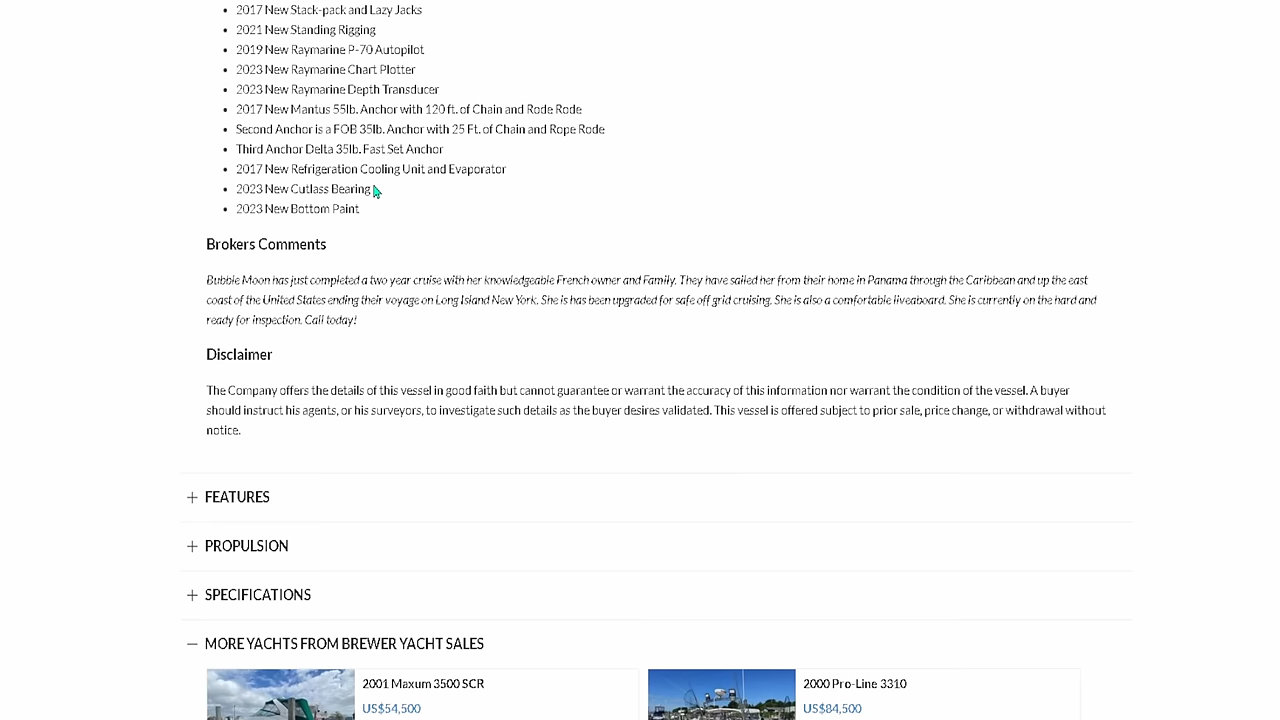 2017 New Stack-pack and Lazy Jacks
2021 New Standing Rigging
2019 New Raymarine P-70 Autopilot
2023 New Raymarine Chart Plotter
2023 New Raymarine Depth Transducer
2017 New Mantus 55lb. Anchor with 120 ft. of Chain and Rode Rode
Second Anchor is a FOB 35lb. Anchor with 25 Ft. of Chain and Rope Rode
Third Anchor Delta 35lb. Fast Set Anchor
2017 New Refrigeration Cooling Unit and Evaporator
2023 New Cutlass Bearing
2023 New Bottom Paint
Brokers Comments
Bubble Moon has just completed a two year cruise with her knowledgeable French owner and Family. They have sailed her from their home in Panama through the Caribbean and up the east
coast of the United States ending their voyage on Long Island New York. She is has been upgraded for safe off grid cruising. She is also a comfortable liveaboard. She is currently on the hard and
ready for inspection. Call today!
Disclaimer
The Company offers the details of this vessel in good faith but cannot guarantee or warrant the accuracy of this information nor warrant the condition of the vessel. A buyer
should instruct his agents, or his surveyors, to investigate such details as the buyer desires validated. This vessel is offered subject to prior sale, price change, or withdrawal without
notice.
FEATURES
PROPULSION
SPECIFICATIONS
MORE YACHTS FROM BREWER YACHT SALES
2001 Maxum 3500 SCR
US$54,500
2000 Pro-Line 3310
US$84,500